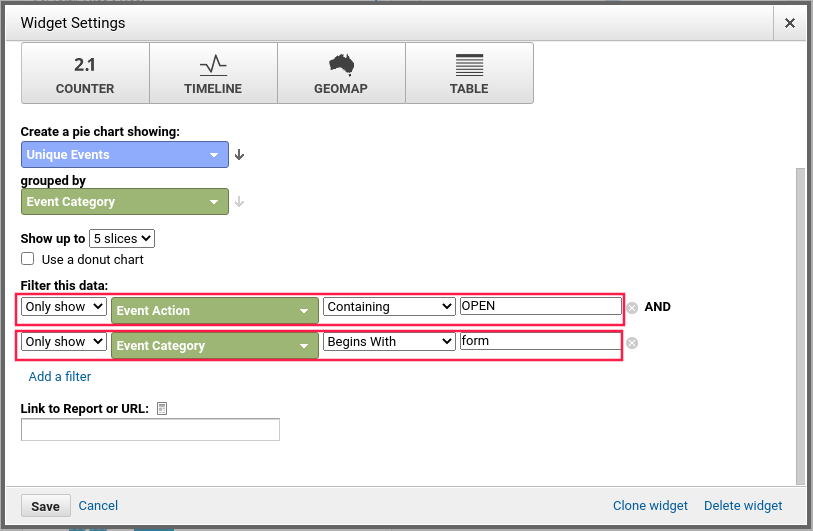 Widget Settings
2.1
COUNTER TIMELINE GEOMAP TABLE
Create a pie chart showing:
Unique Events
grouped by
Event Category
Show up to 5 slices
Use a donut chart
Filter this data:
Only show Event Action Containing OPEN AND
Only show Event Category Begins With form
Add a filter
Link to Report or URL:
Save Cancel Clone widget Delete widget